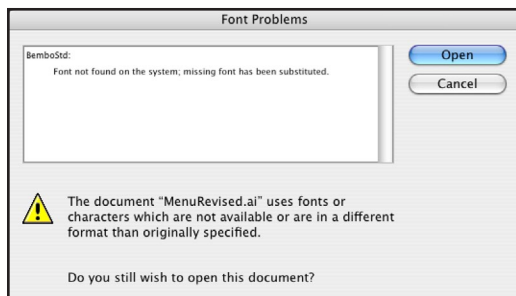 Font Problems
BemboStd:
Font not found on the system; missing font has been substituted.
Open
Cancel
The document “MenuRevised.ai” uses fonts or
characters which are not available or are in a different
format than originally specified.
Do you still wish to open this document?